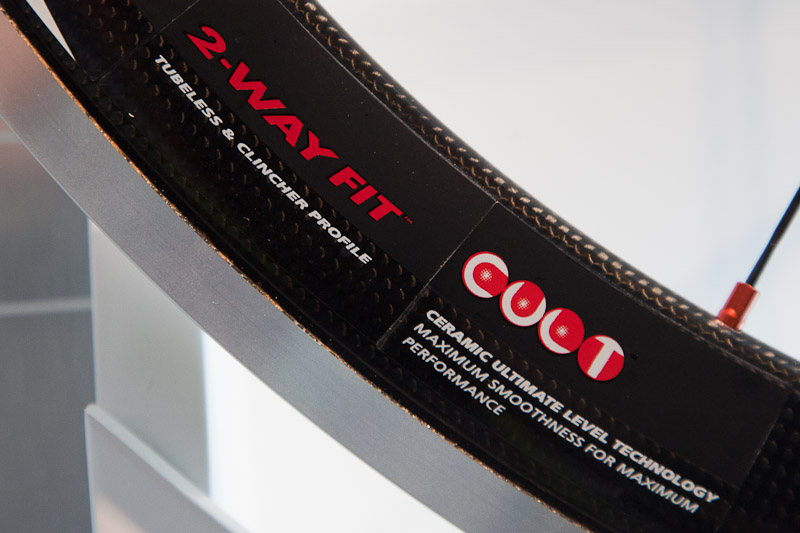 2-WAY FIT™
TUBELESS & CLINCHER PROFILE
CULT
CERAMIC ULTIMATE LEVEL TECHNOLOGY
MAXIMUM SMOOTHNESS FOR MAXIMUM
PERFORMANCE